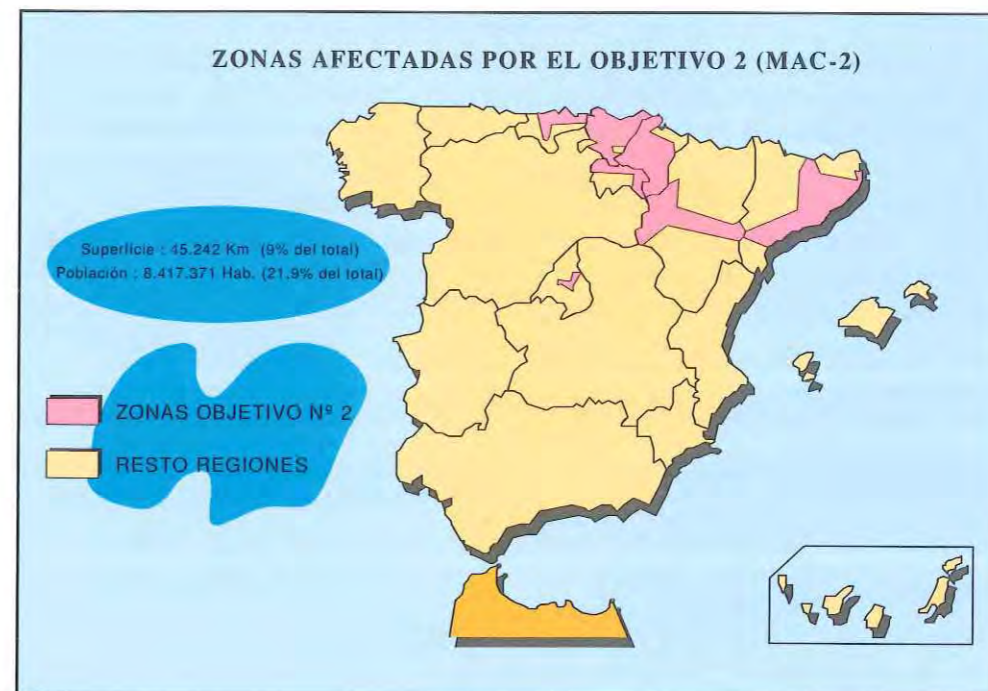 ZONAS AFECTADAS POR EL OBJETIVO 2 (MAC-2)
Superficie : 45.242 Km (9% del total)
Población : 8.417.371 Hab. (21,9% del total)
ZONAS OBJETIVO Nº 2
RESTO REGIONES